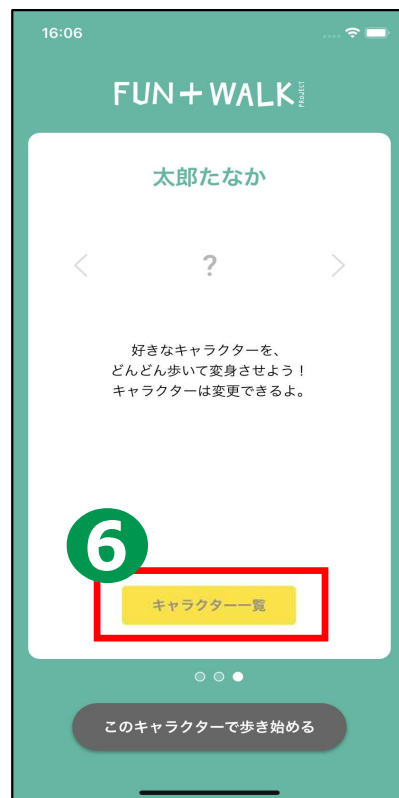 16:06
FUN+WALK PROJECT
太郎たなか
< ? >
好きなキャラクターを、
どんどん歩いて変身させよう！
キャラクターは変更できるよ。
6
キャラクター一覧
このキャラクターで歩き始める